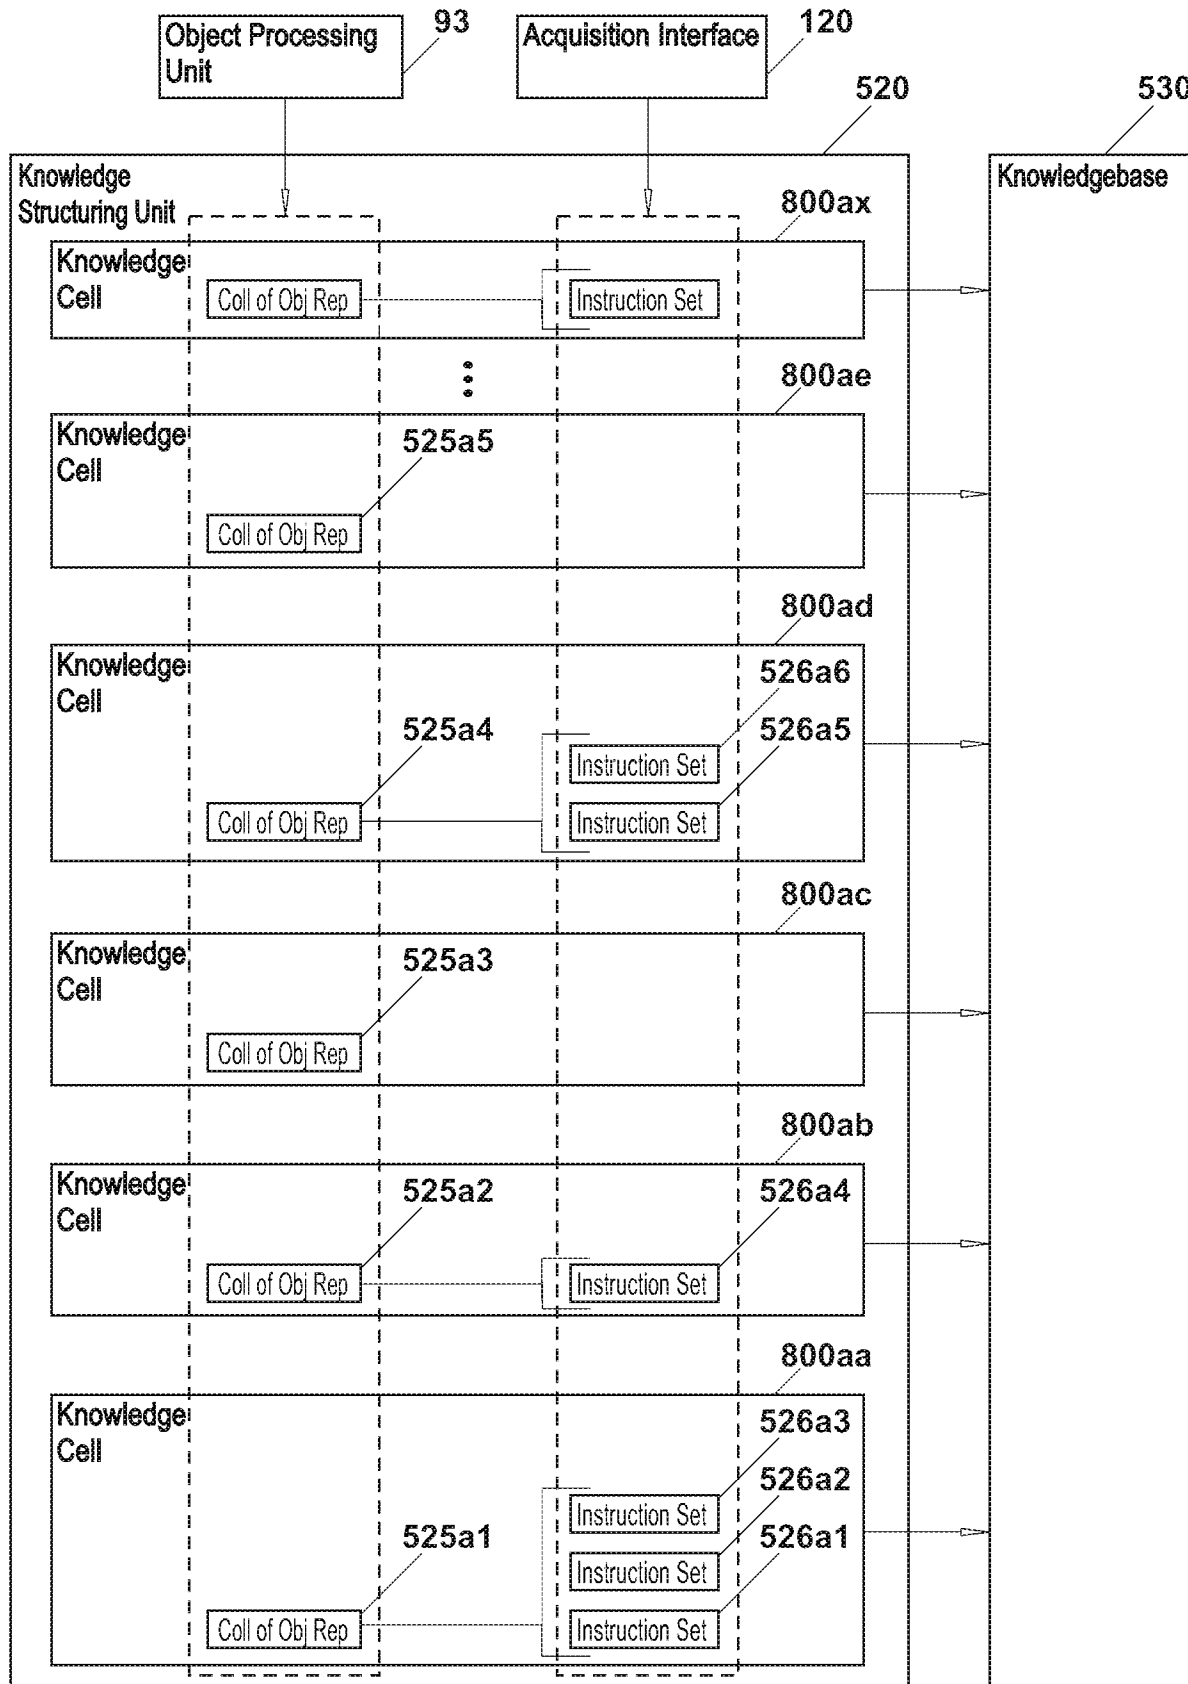 Object Processing
Unit
93
Acquisition Interface
120
520
530
Knowledge
Structuring Unit
Knowledgebase
800ax
Knowledge
Cell
Coll of Obj Rep
Instruction Set
800ae
Knowledge
Cell
525a5
Coll of Obj Rep
800ad
Knowledge
Cell
526a6
525a4
526a5
Instruction Set
Coll of Obj Rep
Instruction Set
800ac
Knowledge
Cell
525a3
Coll of Obj Rep
800ab
Knowledge
Cell
525a2
526a4
Coll of Obj Rep
Instruction Set
800aa
Knowledge
Cell
526a3
526a2
Instruction Set
525a1
526a1
Instruction Set
Coll of Obj Rep
Instruction Set